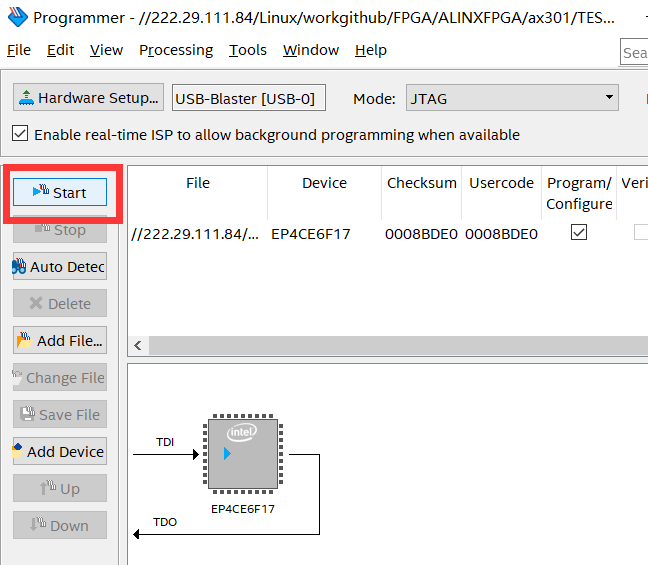 Programmer - //222.29.111.84/Linux/workgithub/FPGA/ALINXFPGA/ax301/TES...
File Edit View Processing Tools Window Help
Sea
Hardware Setup... USB-Blaster [USB-0] Mode: JTAG
Enable real-time ISP to allow background programming when available
Start
Stop
Auto Detec
Delete
Add File...
Change File
Save File
Add Device
Up
Down
File Device Checksum Usercode Program/ Veri
Configure
//222.29.111.84/... EP4CE6F17 0008BDE0 0008BDE0
intel
TDI
EP4CE6F17
TDO